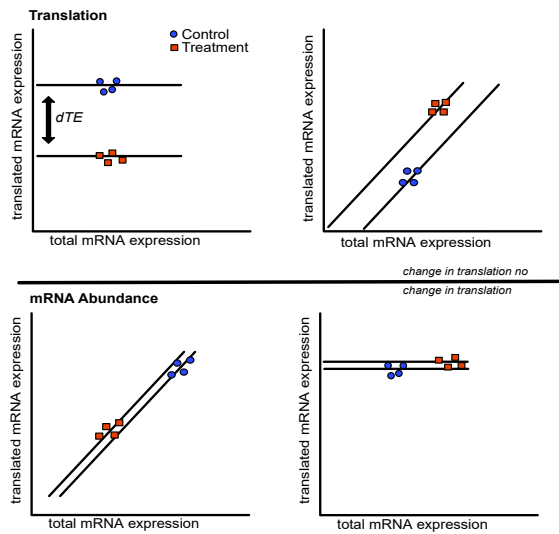 Translation
Control
Treatment
translated mRNA expression
dTE
total mRNA expression
translated mRNA expression
total mRNA expression
change in translation no
change in translation
mRNA Abundance
translated mRNA expression
total mRNA expression
translated mRNA expression
total mRNA expression